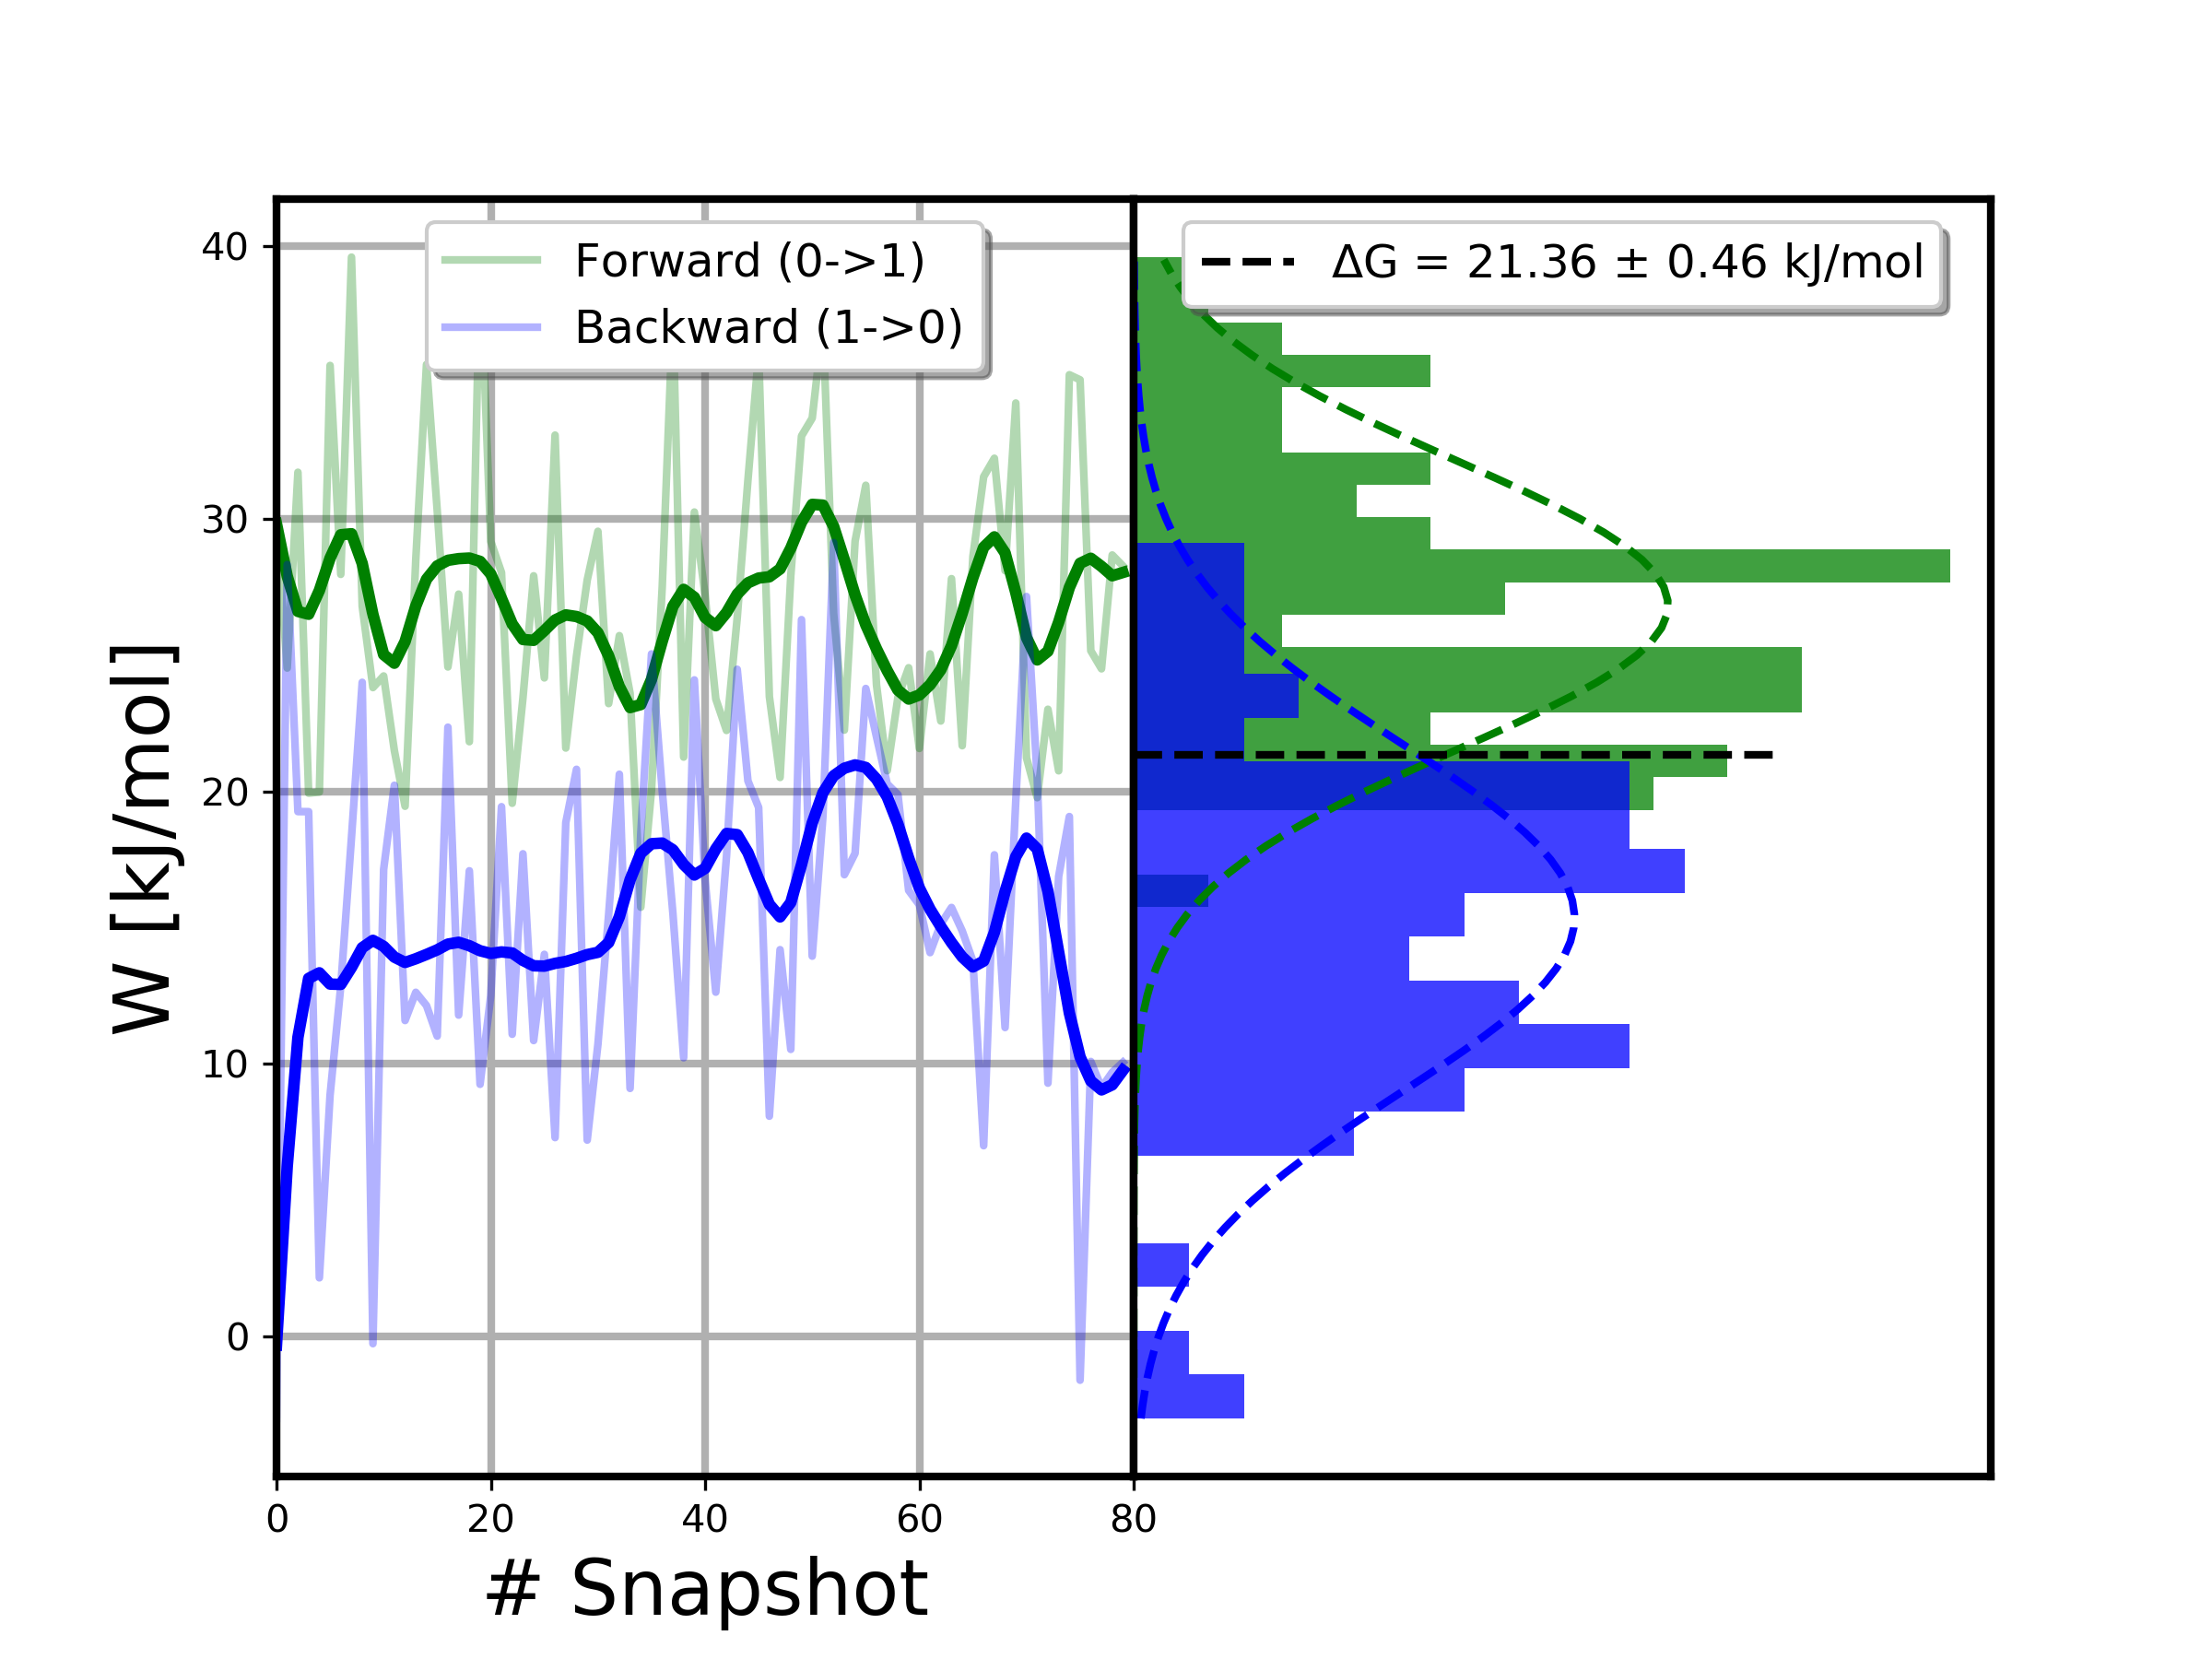 Forward (0->1)
Backward (1->0)
ΔG = 21.36 ± 0.46 kJ/mol
W [kJ/mol]
40
30
20
10
0
0 20 40 60 80
# Snapshot